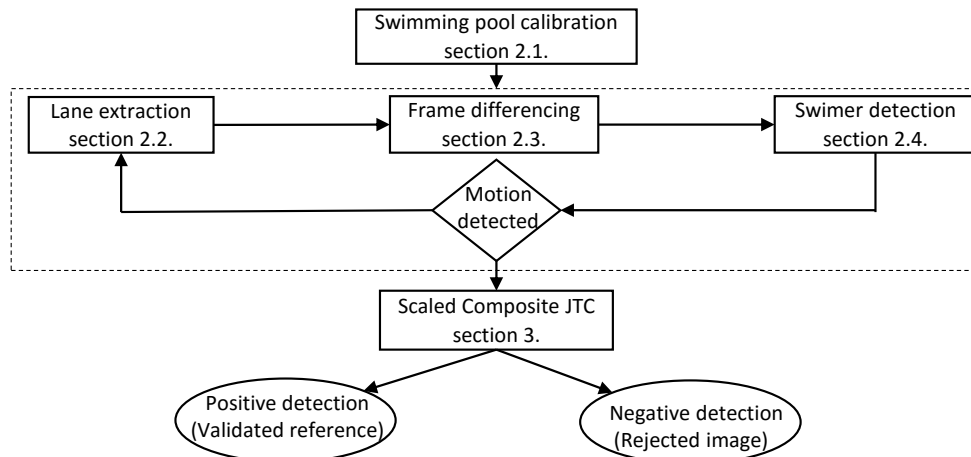 Swimming pool calibration
section 2.1.
Lane extraction
section 2.2.
Frame differencing
section 2.3.
Swimer detection
section 2.4.
Motion
detected
Scaled Composite JTC
section 3.
Positive detection
(Validated reference)
Negative detection
(Rejected image)